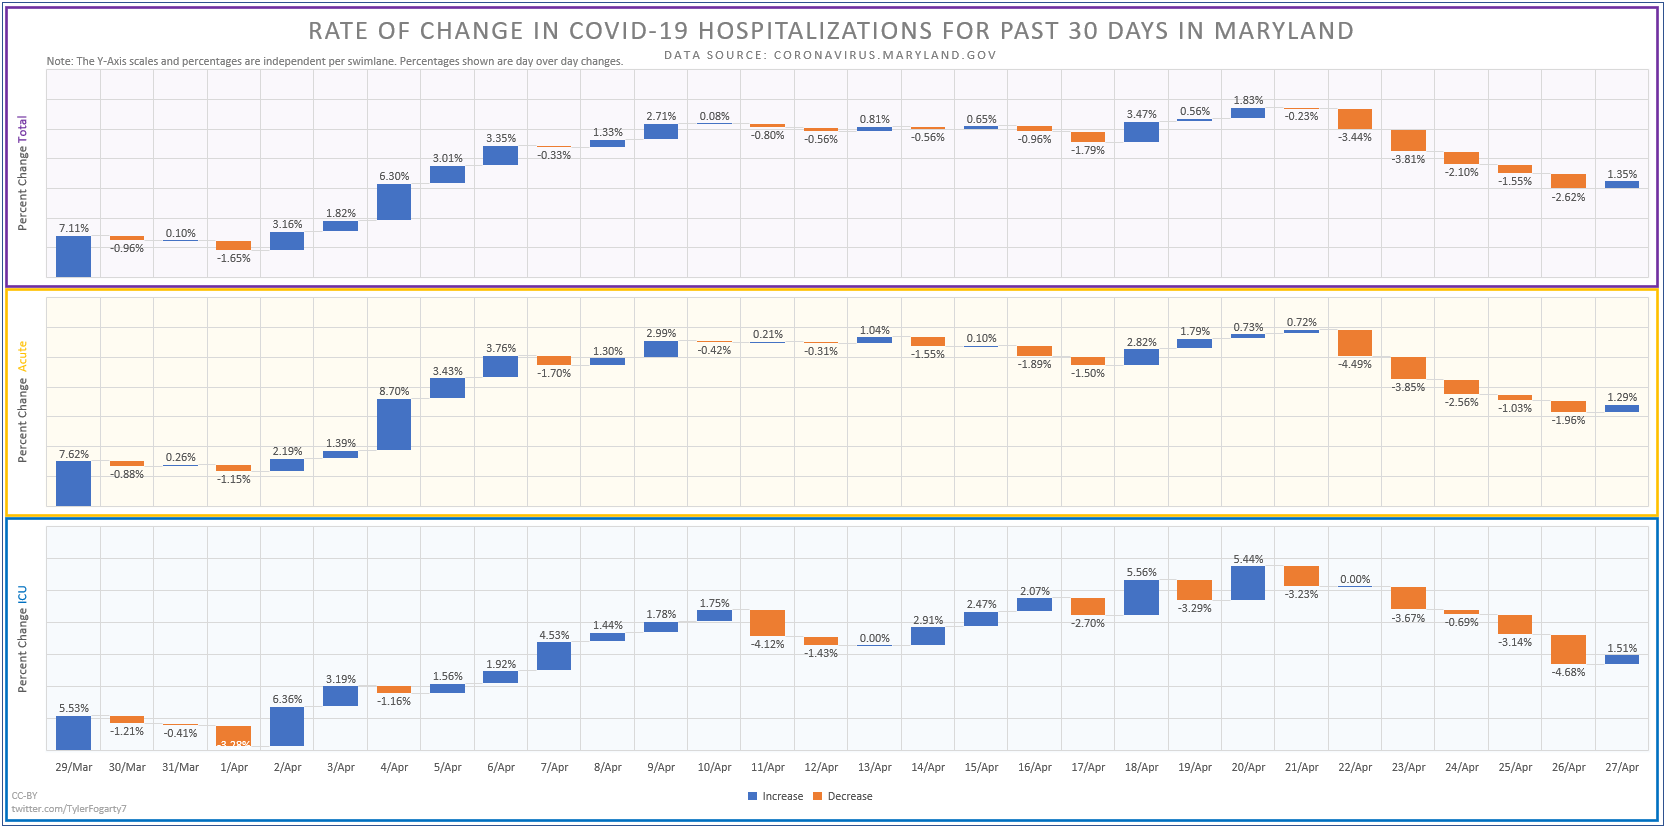 RATE OF CHANGE IN COVID-19 HOSPITALIZATIONS FOR PAST 30 DAYS IN MARYLAND
DATA SOURCE: CORONAVIRUS.MARYLAND.GOV
Note: The Y-Axis scales and percentages are independent per swimlane. Percentages shown are day over day changes.
Percent Change Total
7.11% -0.96% 0.10% -1.65% 3.16% 1.82% 6.30% 3.01% 3.35% -0.33% 1.33% 2.71% 0.08% -0.80% -0.56% 0.81% -0.56% 0.65% -0.96% -1.79% 3.47% 0.56% 1.83% -0.23% -3.44% -3.81% -2.10% -1.55% -2.62% 1.35%
Percent Change Acute
7.62% -0.88% 0.26% -1.15% 2.19% 1.39% 8.70% 3.43% 3.76% -1.70% 1.30% 2.99% -0.42% 0.21% -0.31% 1.04% -1.55% 0.10% -1.89% -1.50% 2.82% 1.79% 0.73% 0.72% -4.49% -3.85% -2.56% -1.03% -1.96% 1.29%
Percent Change ICU
5.53% -1.21% -0.41% -3.28% 6.36% 3.19% -1.16% 1.56% 1.92% 4.53% 1.44% 1.78% 1.75% -4.12% -1.43% 0.00% 2.91% 2.47% 2.07% -2.70% 5.56% -3.29% 5.44% -3.23% 0.00% -3.67% -0.69% -3.14% -4.68% 1.51%
29/Mar 30/Mar 31/Mar 1/Apr 2/Apr 3/Apr 4/Apr 5/Apr 6/Apr 7/Apr 8/Apr 9/Apr 10/Apr 11/Apr 12/Apr 13/Apr 14/Apr 15/Apr 16/Apr 17/Apr 18/Apr 19/Apr 20/Apr 21/Apr 22/Apr 23/Apr 24/Apr 25/Apr 26/Apr 27/Apr
Increase Decrease
CC-BY
twitter.com/TylerFogarty7